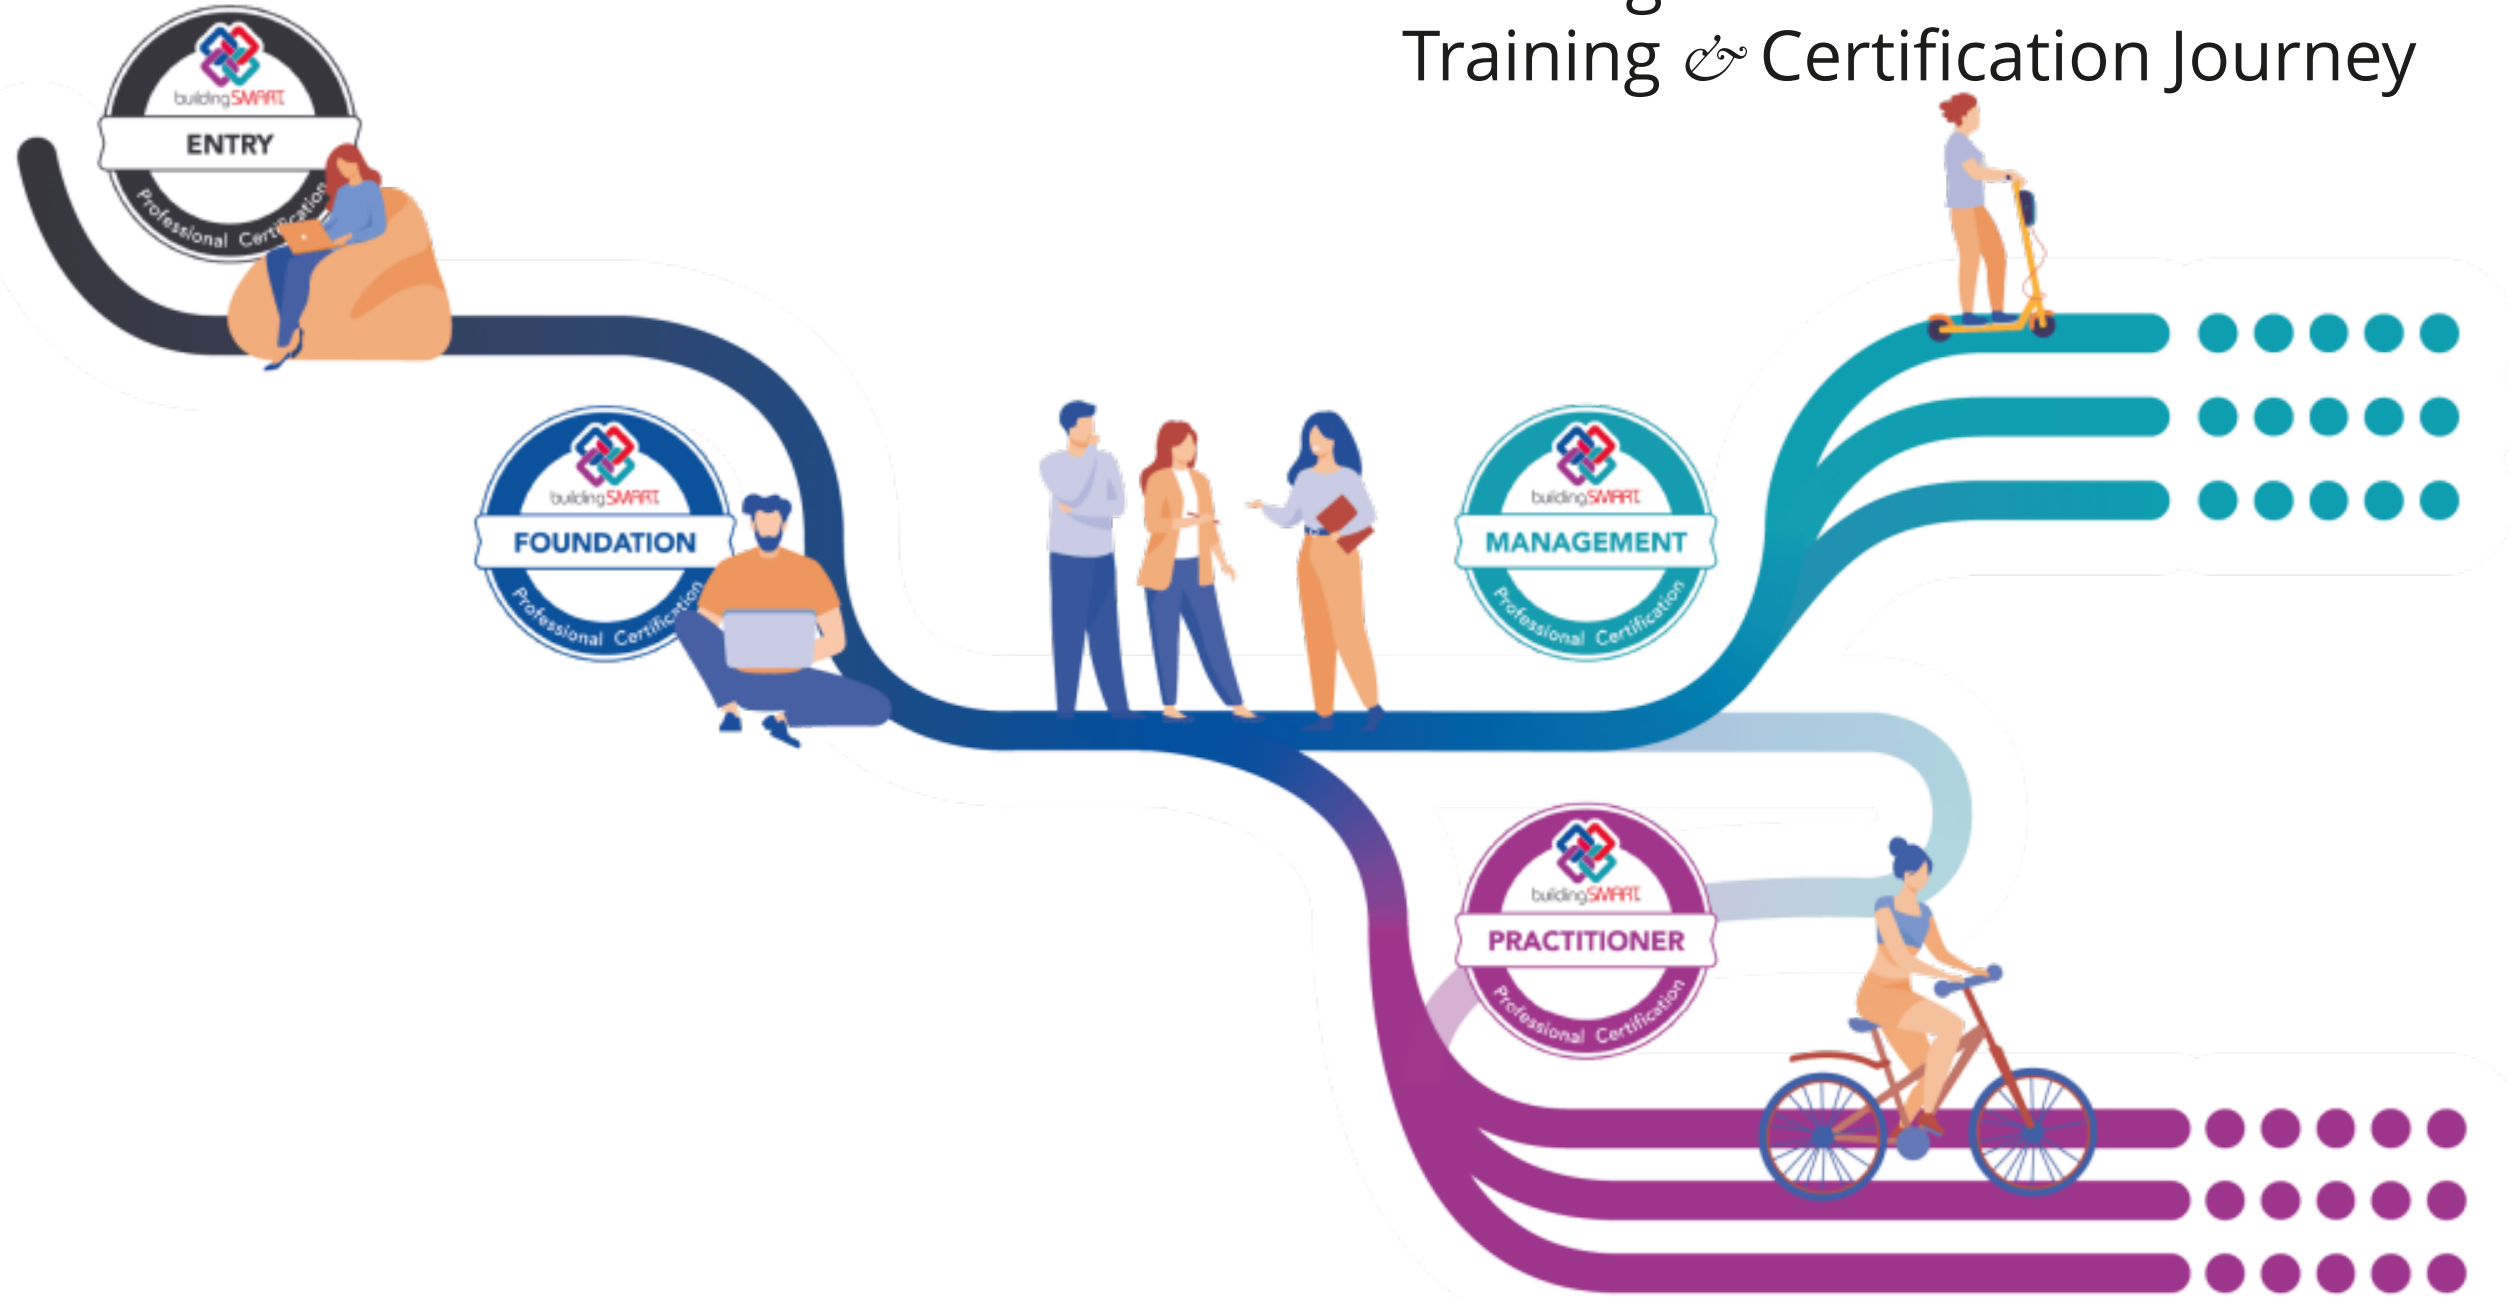 Training & Certification Journey
buildingSMART
ENTRY
Professional Certification
buildingSMART
FOUNDATION
Professional Certification
buildingSMART
MANAGEMENT
Professional Certification
buildingSMART
PRACTITIONER
Professional Certification